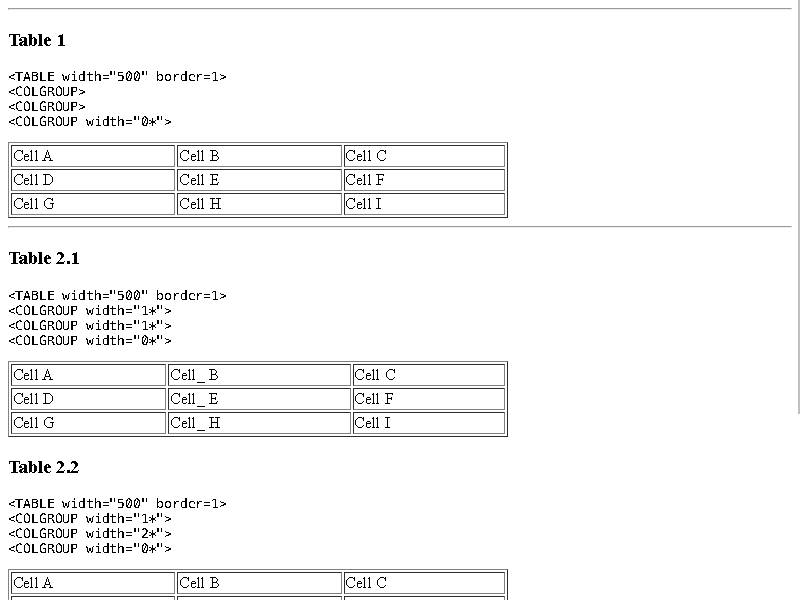 Table 1
<TABLE width="500" border=1>
<COLGROUP>
<COLGROUP>
<COLGROUP width="0*">
Cell A Cell B Cell C
Cell D Cell E Cell F
Cell G Cell H Cell I
Table 2.1
<TABLE width="500" border=1>
<COLGROUP width="1*">
<COLGROUP width="1*">
<COLGROUP width="0*">
Cell A Cell_ B Cell C
Cell D Cell_ E Cell F
Cell G Cell_ H Cell I
Table 2.2
<TABLE width="500" border=1>
<COLGROUP width="1*">
<COLGROUP width="2*">
<COLGROUP width="0*">
Cell A Cell B Cell C